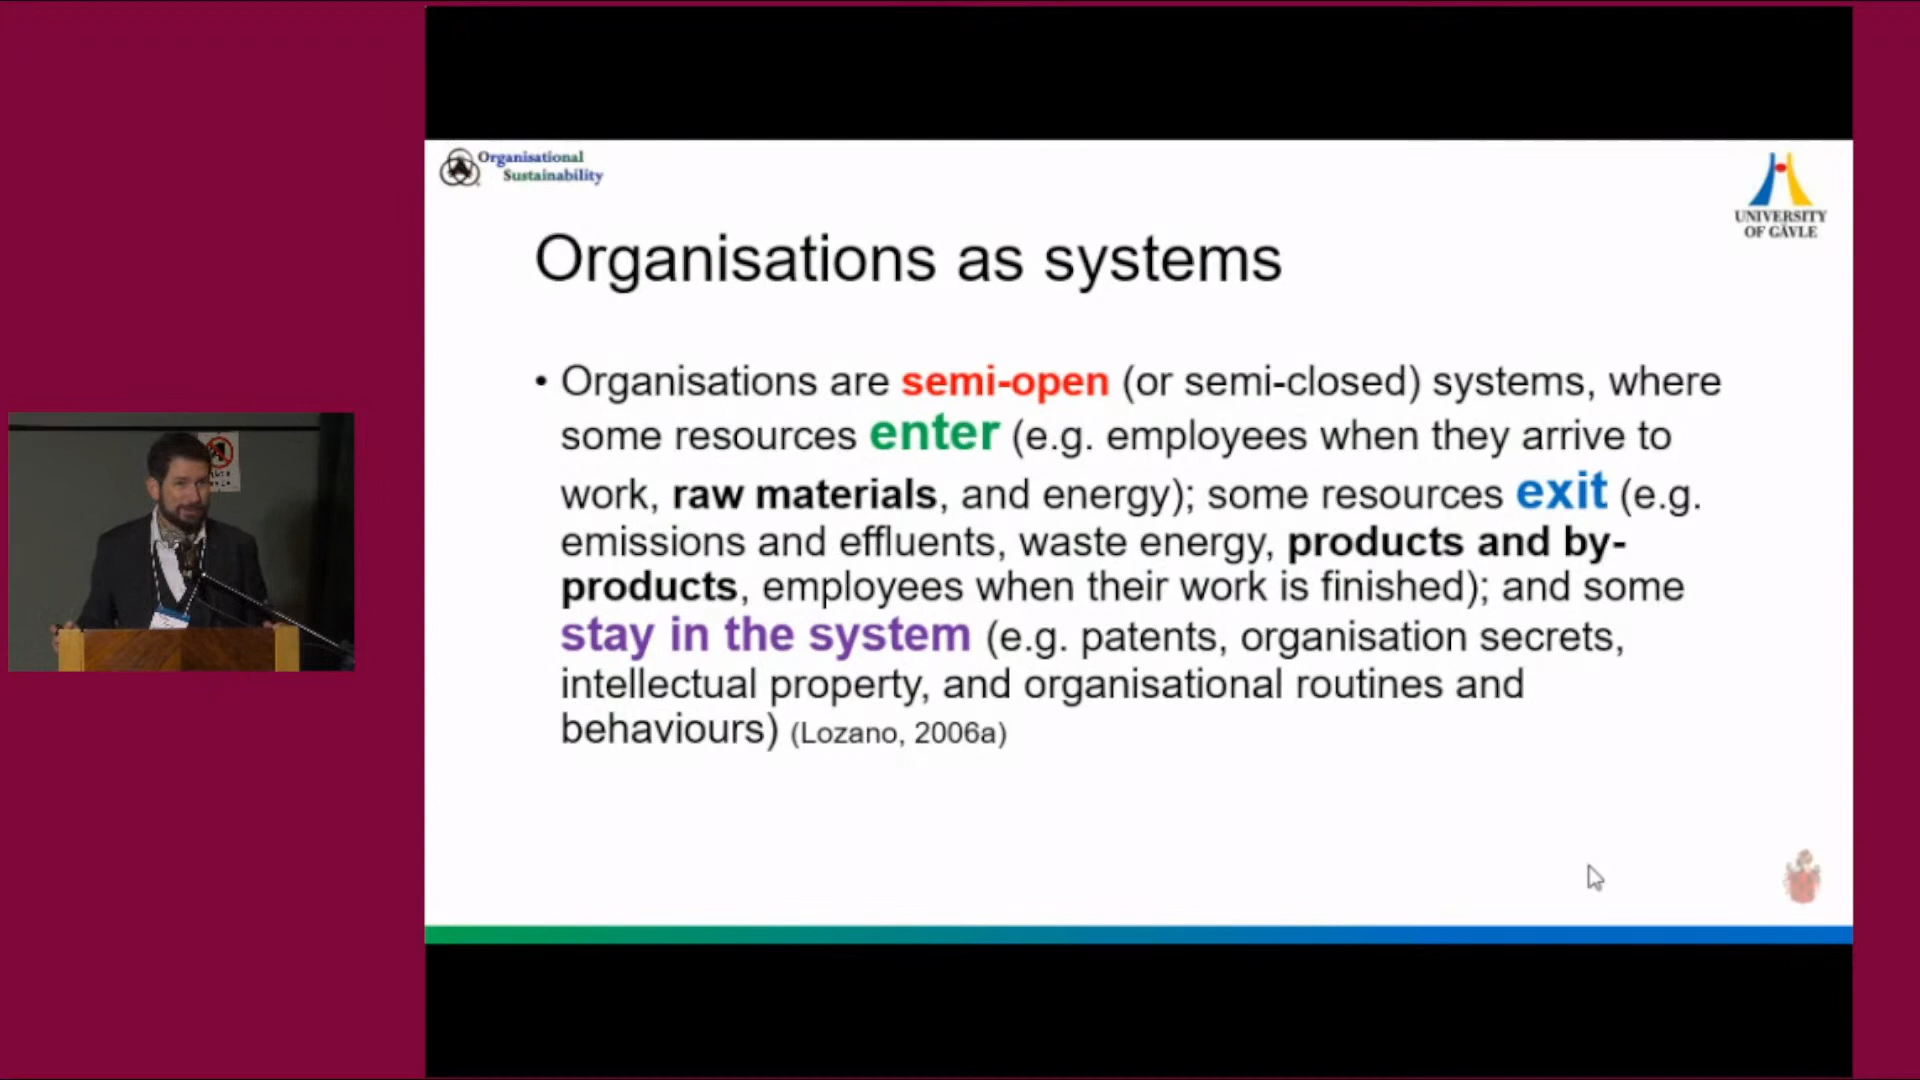 Organisational
Sustainability
UNIVERSITY
OF GÄVLE
Organisations as systems
• Organisations are semi-open (or semi-closed) systems, where
some resources enter (e.g. employees when they arrive to
work, raw materials, and energy); some resources exit (e.g.
emissions and effluents, waste energy, products and by-
products, employees when their work is finished); and some
stay in the system (e.g. patents, organisation secrets,
intellectual property, and organisational routines and
behaviours) (Lozano, 2006a)